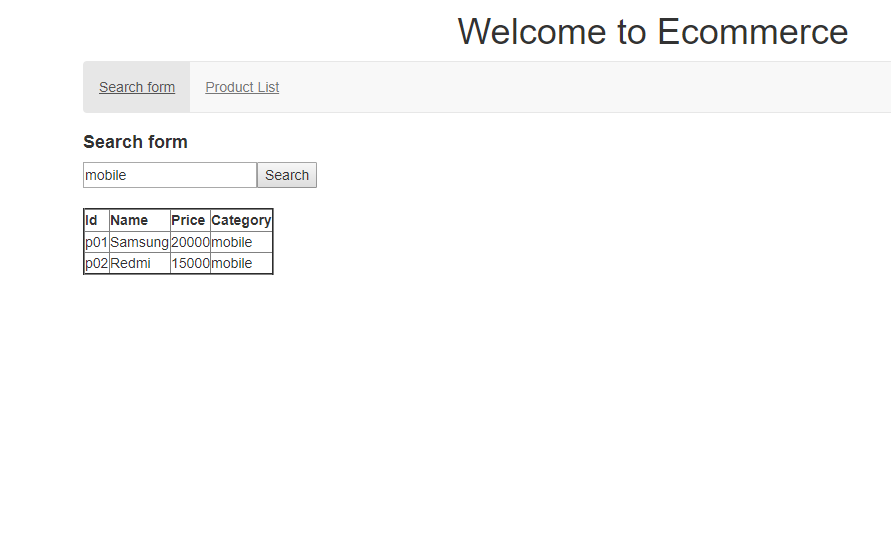 Welcome to Ecommerce
Search form Product List
Search form
mobile Search
Id Name Price Category
p01 Samsung 20000 mobile
p02 Redmi 15000 mobile